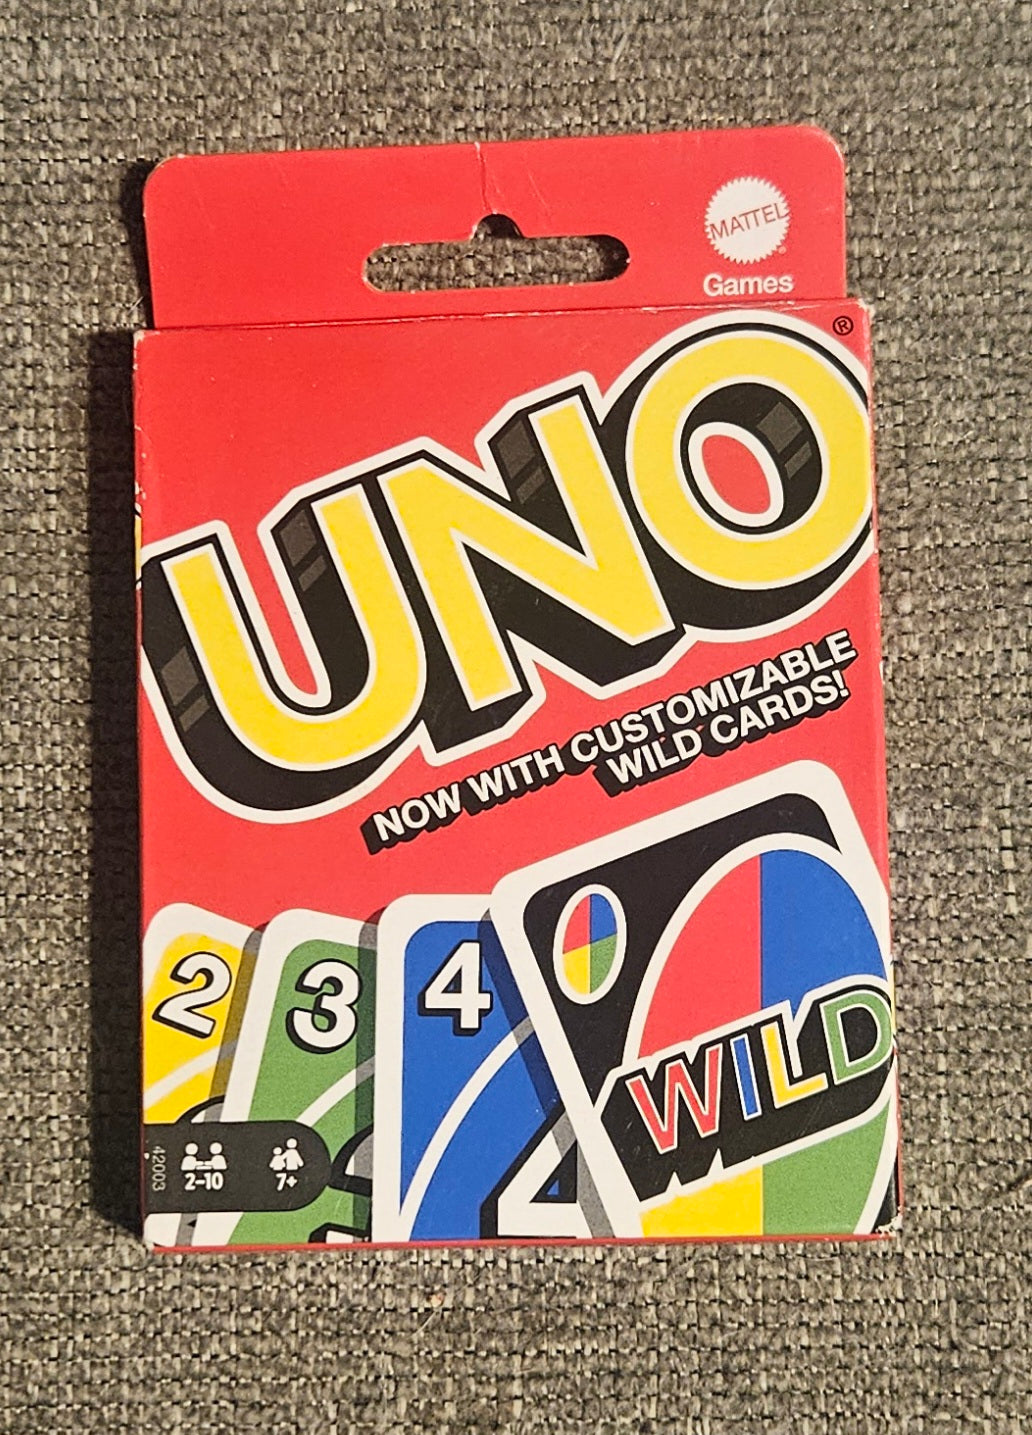 MATTEL
®
Games
®
UNO
NOW WITH CUSTOMIZABLE
WILD CARDS!
2
3
4
WILD
42003
2-10
7+